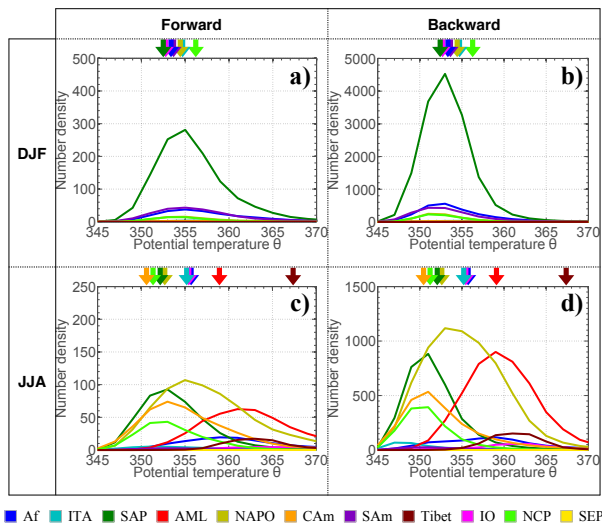 Forward Backward
DJF
a)
Number density
500
400
300
200
100
0
345 350 355 360 365 370
Potential temperature θ
b)
Number density
5000
4000
3000
2000
1000
0
345 350 355 360 365 370
Potential temperature θ
JJA
c)
Number density
250
200
150
100
50
0
345 350 355 360 365 370
Potential temperature θ
d)
Number density
1500
1000
500
0
345 350 355 360 365 370
Potential temperature θ
Af ITA SAP AML NAPO CAm SAm Tibet IO NCP SEP